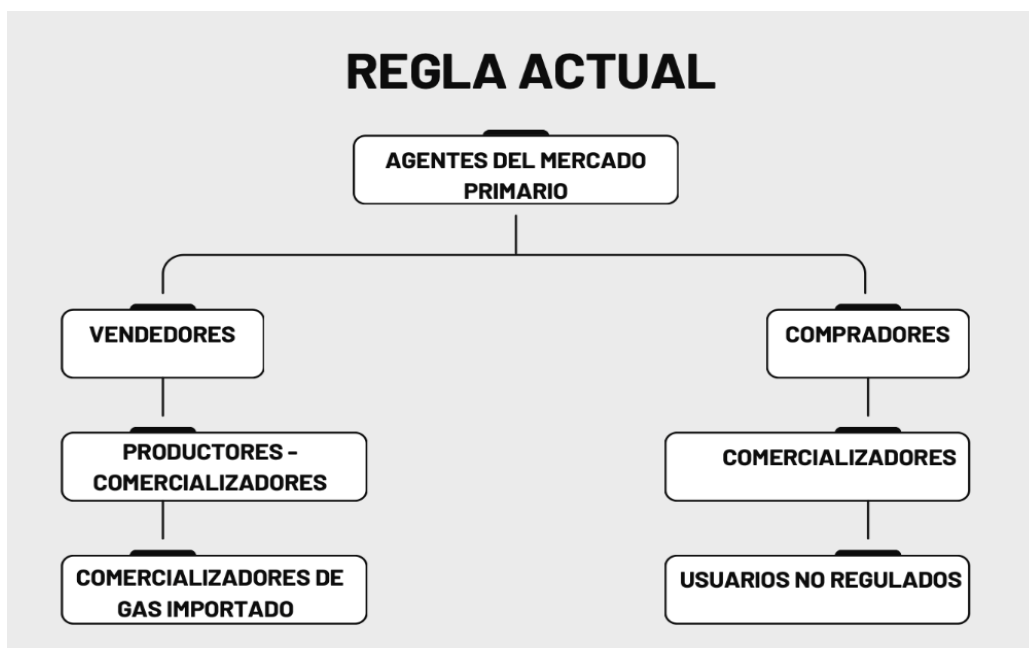 REGLA ACTUAL
AGENTES DEL MERCADO
PRIMARIO
VENDEDORES
COMPRADORES
PRODUCTORES -
COMERCIALIZADORES
COMERCIALIZADORES
COMERCIALIZADORES DE
GAS IMPORTADO
USUARIOS NO REGULADOS